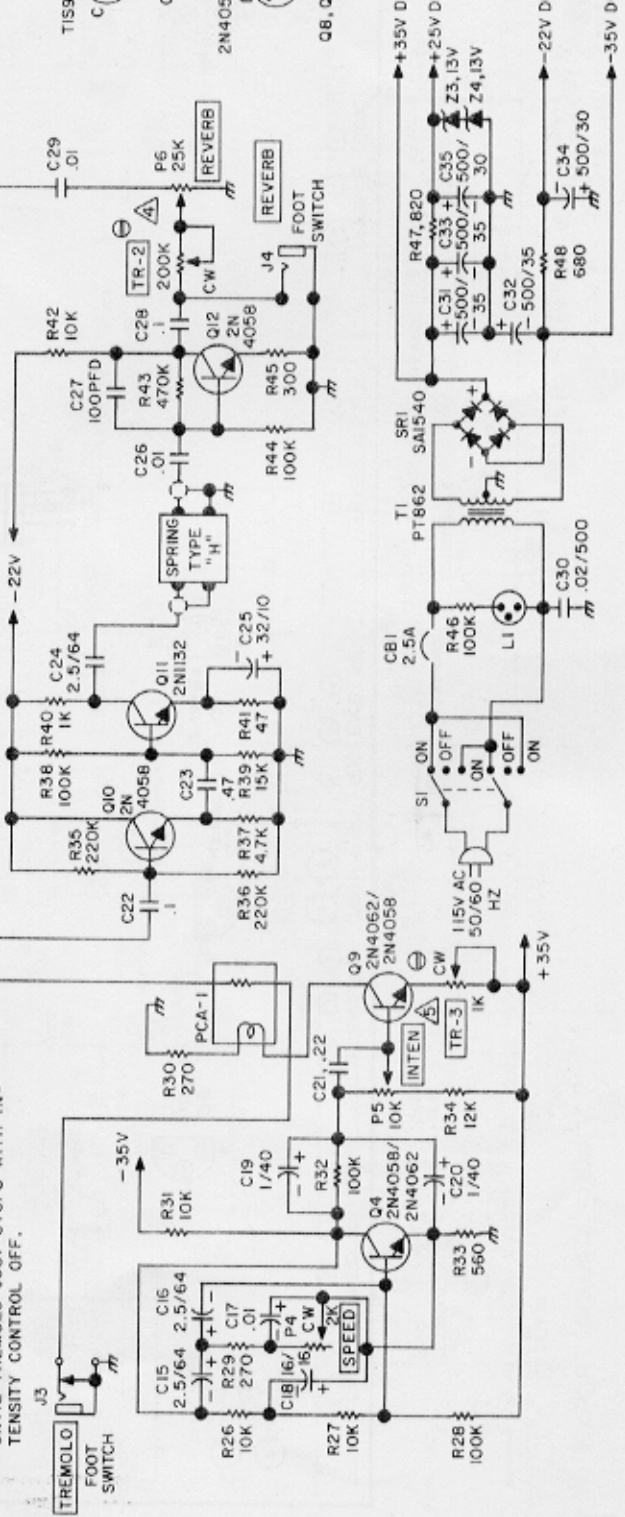 TENSITY CONTROL OFF.
J3
TREMOLO
FOOT
SWITCH
-35V
R31
10K
C15
2.5/64
C16
2.5/64
R26
10K
R29
270
C17
.01
P4
CW
2K
SPEED
C18 16/
16
R27
10K
R28
100K
C19
1/40
R32
100K
Q4
2N4058/
2N4062
R33
560
C20
1/40
R30
270
PCA-1
C21, .22
P5
10K
INTEN
R34
12K
Q9
2N4062/
2N4058
5
CW
TR-3
1K
+35V
-22V
C22
.1
R35
220K
R36
220K
Q10
2N
4058
R37
4.7K
R38
100K
C23
.47
R39
15K
R40
1K
Q11
2N1132
R41
47
C24
2.5/64
C25
32/10
SPRING
TYPE
"H"
C26
.01
C27
100PFD
R42
10K
R43
470K
R44
100K
C28
.1
Q12
2N
4058
R45
300
TR-2
200K
CW
4
C29
.01
P6
25K
REVERB
REVERB
J4
FOOT
SWITCH
TIS9
C
2N405
Q8,Q
115V AC
50/60
HZ
S1
ON
OFF
ON
OFF
ON
CB1
2.5A
R46
100K
L1
C30
.02/500
T1
PT862
SR1
SA1540
C31
500/
35
C32
500/35
R47,820
C33
500/
35
C35
500/
30
Z3,13V
Z4,13V
R48
680
C34
500/30
+35V D
+25V D
-22V D
-35V D